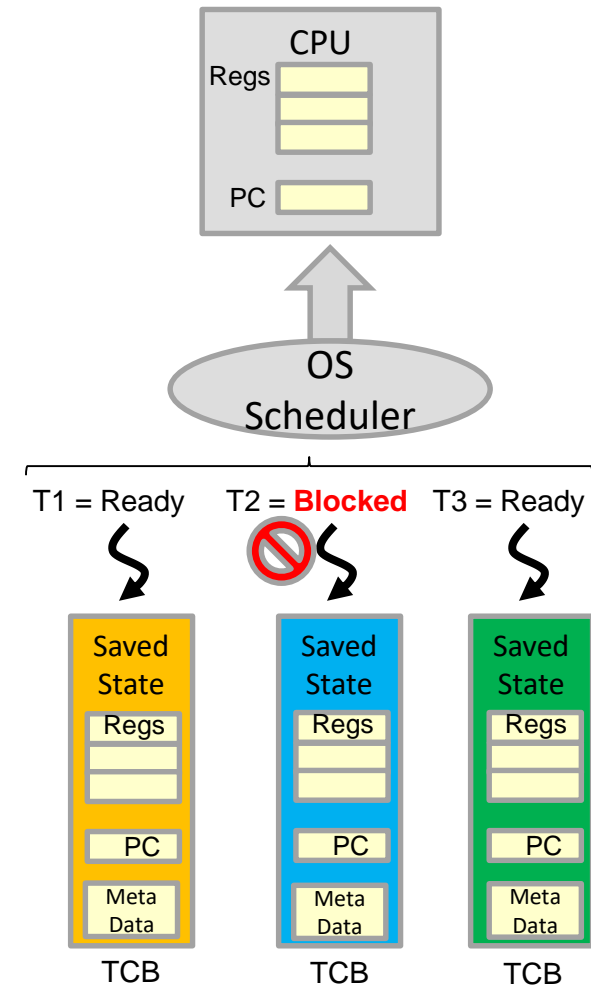 CPU
Regs
PC
OS
Scheduler
T1 = Ready
T2 = Blocked
T3 = Ready
Saved
State
Regs
PC
Meta
Data
TCB
Saved
State
Regs
PC
Meta
Data
TCB
Saved
State
Regs
PC
Meta
Data
TCB